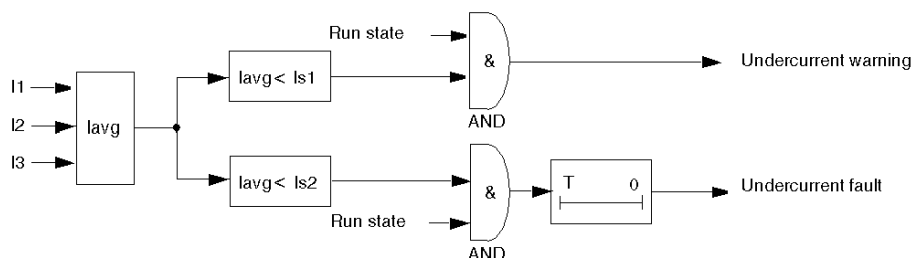 Run state
&
Undercurrent warning
Iavg < Is1
AND
I1
I2
I3
Iavg
Iavg < Is2
&
T 0
Undercurrent fault
Run state
AND